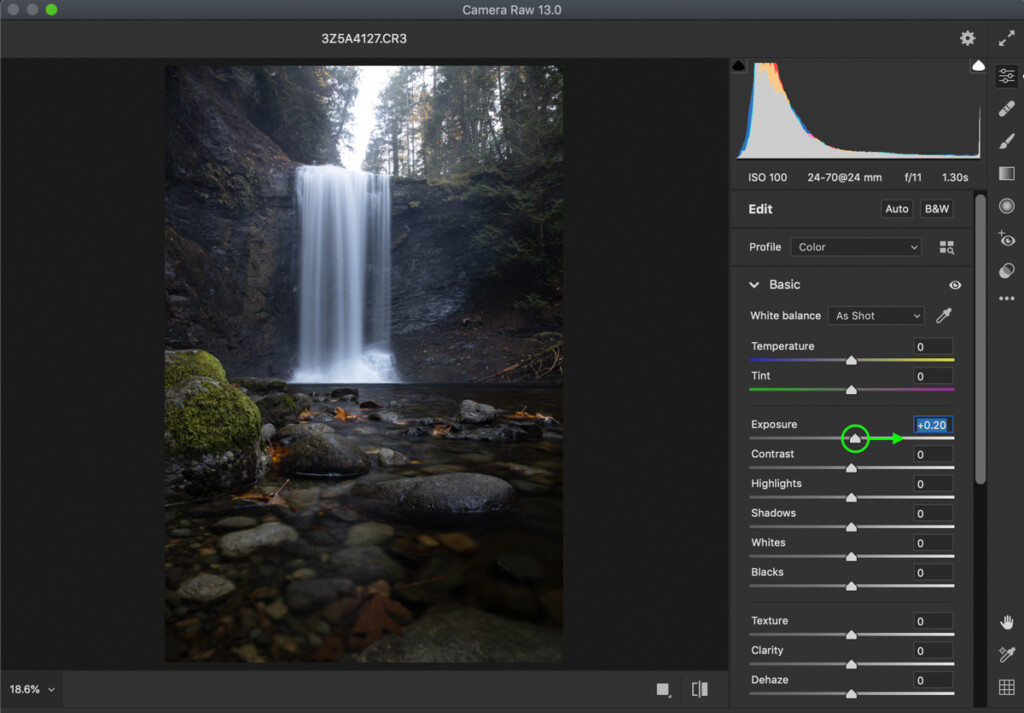 Camera Raw 13.0
3Z5A4127.CR3
ISO 100 24-70@24 mm f/11 1.30s
Edit Auto B&W
Profile Color
Basic
White balance As Shot
Temperature 0
Tint 0
Exposure +0.20
Contrast 0
Highlights 0
Shadows 0
Whites 0
Blacks 0
Texture 0
Clarity 0
Dehaze 0
18.6%